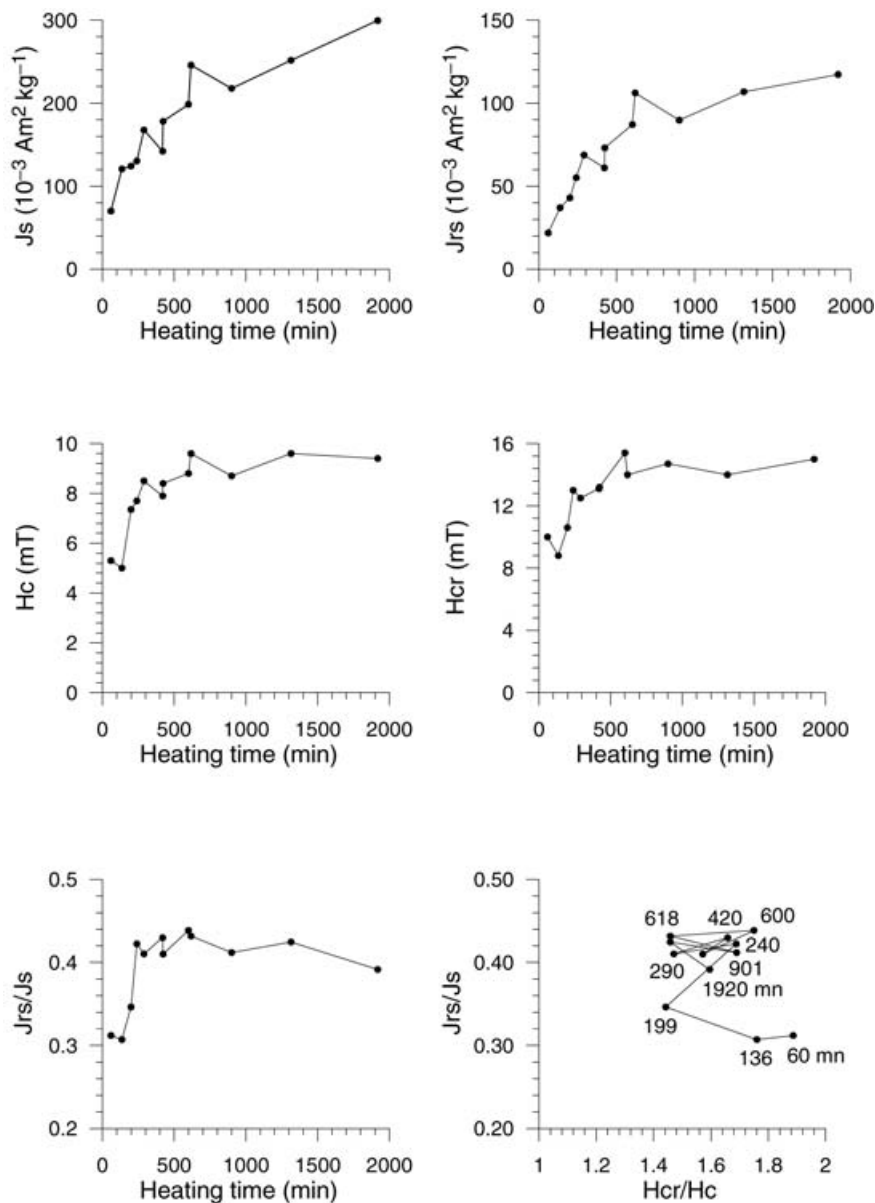 300
200
100
0
Js (10⁻³ Am² kg⁻¹)
0 500 1000 1500 2000
Heating time (min)
150
100
50
0
Jrs (10⁻³ Am² kg⁻¹)
0 500 1000 1500 2000
Heating time (min)
10
8
6
4
2
0
Hc (mT)
0 500 1000 1500 2000
Heating time (min)
16
12
8
4
0
Hcr (mT)
0 500 1000 1500 2000
Heating time (min)
0.5
0.4
0.3
0.2
Jrs/Js
0 500 1000 1500 2000
Heating time (min)
0.50
0.40
0.30
0.20
Jrs/Js
618 420 600
240
290 901
1920 mn
199
136 60 mn
1 1.2 1.4 1.6 1.8 2
Hcr/Hc